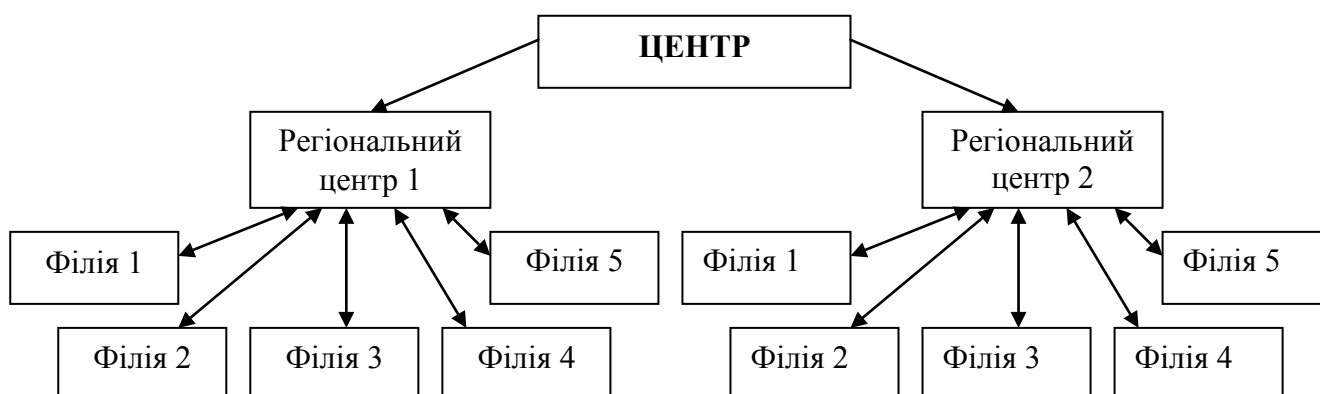 ЦЕНТР
Регіональний
центр 1
Регіональний
центр 2
Філія 1
Філія 5
Філія 1
Філія 5
Філія 2
Філія 3
Філія 4
Філія 2
Філія 3
Філія 4